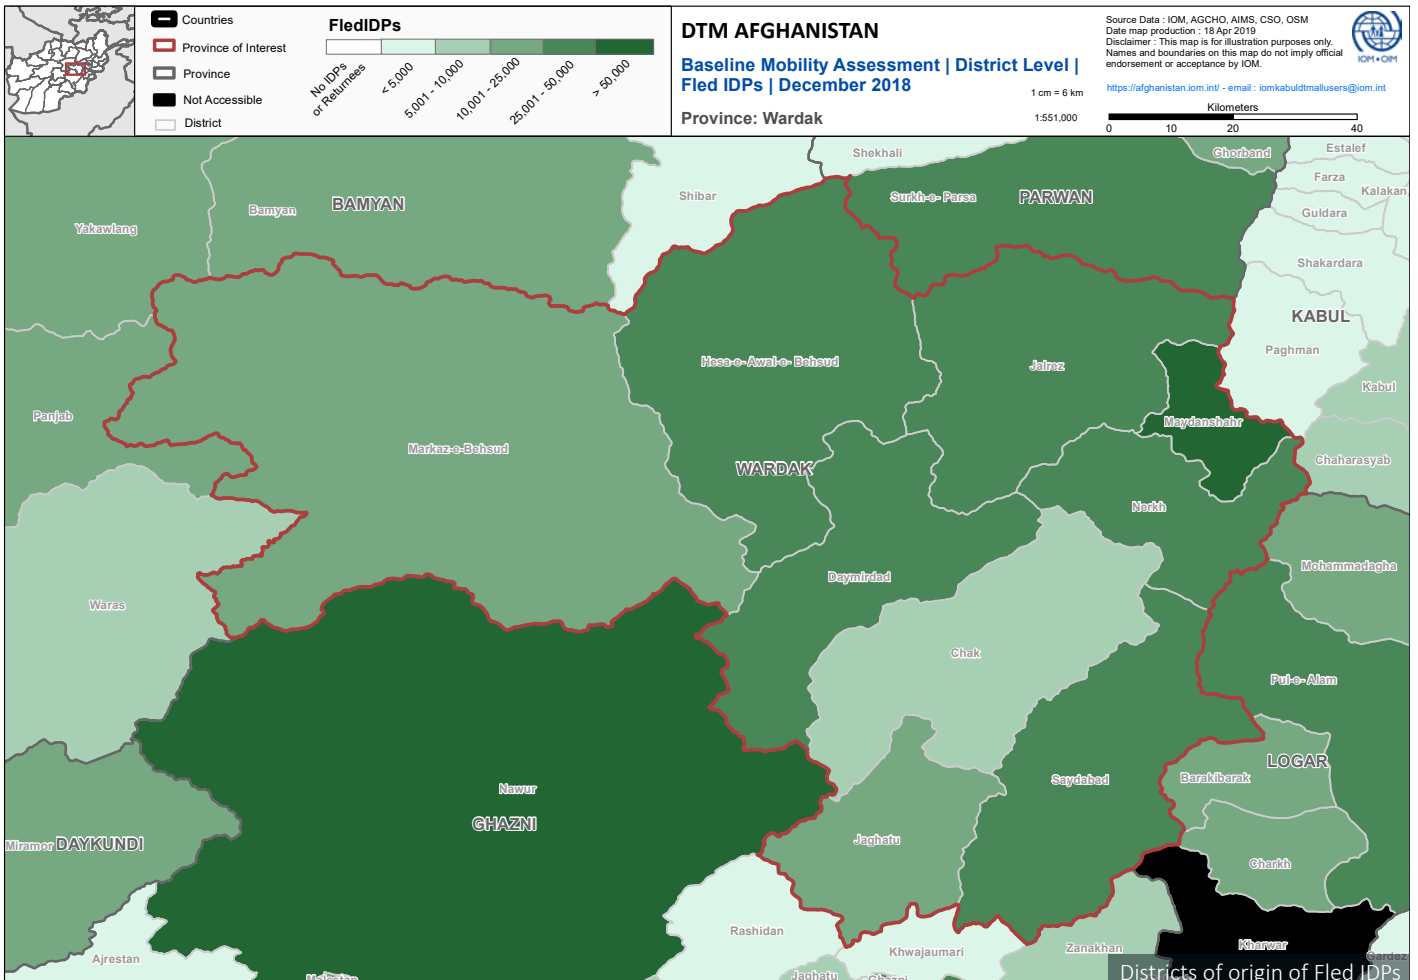 Countries
Province of Interest
Province
Not Accessible
District
FledIDPs
No IDPs
or Returnees
< 5,000
5,001 - 10,000
10,001 - 25,000
25,001 - 50,000
> 50,000
DTM AFGHANISTAN
Baseline Mobility Assessment | District Level |
Fled IDPs | December 2018
Province: Wardak
1 cm = 6 km
1:551,000
Source Data : IOM, AGCHO, AIMS, CSO, OSM
Date map production : 18 Apr 2019
Disclaimer : This map is for illustration purposes only.
Names and boundaries on this map do not imply official
endorsement or acceptance by IOM.
https://afghanistan.iom.int/ - email : iomkabuldtmallusers@iom.int
IOM•OIM
Kilometers
0 10 20 40
Shekhali
Ghorband
Estalef
Farza
Kalakan
Shibar
Surkh-e- Parsa
PARWAN
Bamyan
BAMYAN
Guldara
Yakawlang
Shakardara
KABUL
Paghman
Hesa-e- Awal-e- Behsud
Jalrez
Kabul
Panjab
Maydanshahr
Markaz-e-Behsud
Chaharasyab
WARDAK
Nerkh
Mohammadagha
Daymirdad
Waras
Chak
Pul-e- Alam
LOGAR
Saydabad
Barakibarak
Nawur
GHAZNI
Miramor
DAYKUNDI
Jaghatu
Charkh
Rashidan
Khwajaumari
Zanakhan
Kharwar
Gardez
Ajrestan
Malestan
Jaghatu
Ghazni
Districts of origin of Fled IDPs